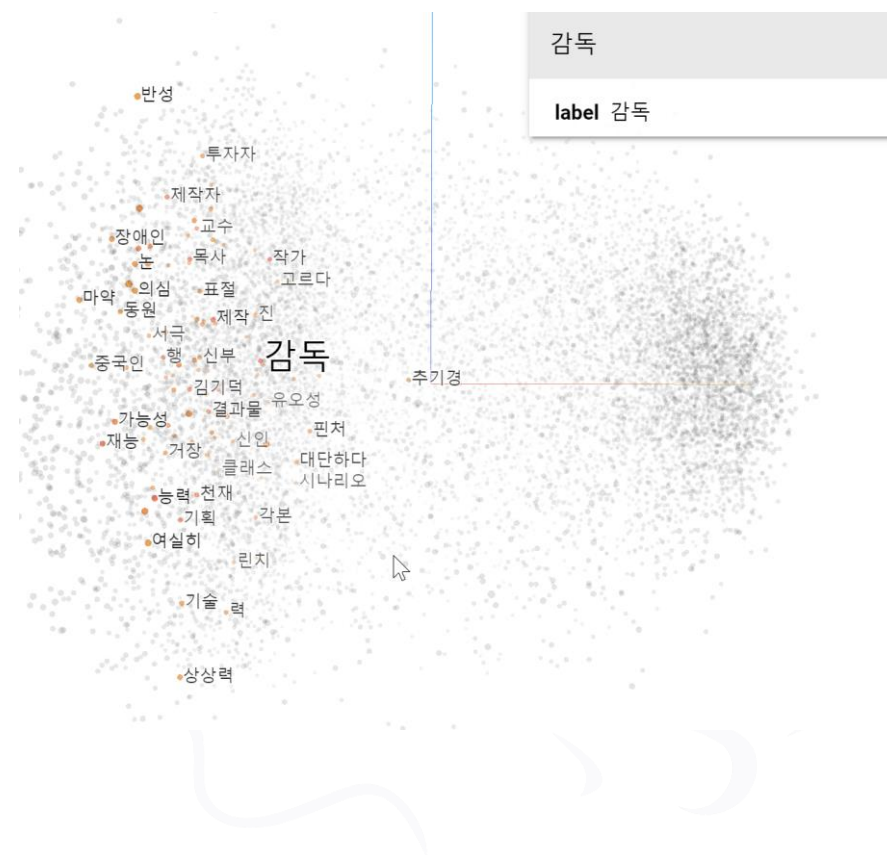 감독
label 감독
반성
투자자
제작자
교수
장애인
목사
작가
논
고르다
의심
표절
마약
동원
제작
진
서극
행
신부
감독
중국인
추기경
김기덕
유오성
결과물
가능성
핀처
재능
신인
거장
대단하다
클래스
시나리오
능력
천재
기획
각본
여실히
린치
기술
력
상상력